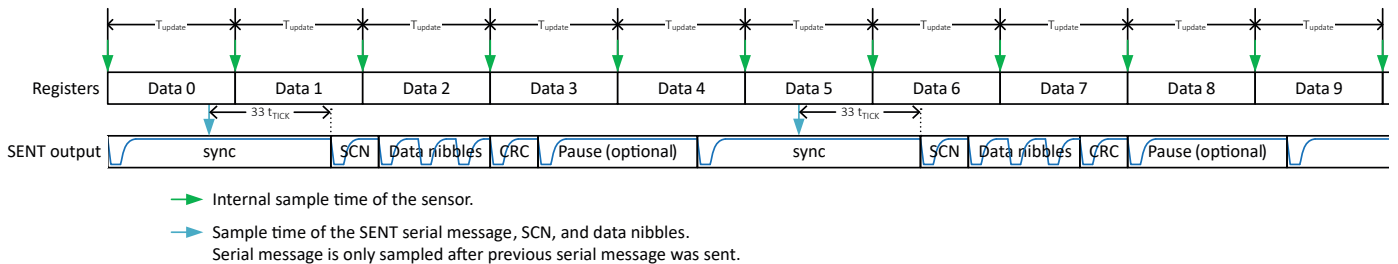 Tupdate Tupdate Tupdate Tupdate Tupdate Tupdate Tupdate Tupdate Tupdate Tupdate
Registers Data 0 Data 1 Data 2 Data 3 Data 4 Data 5 Data 6 Data 7 Data 8 Data 9
33 tTICK 33 tTICK
SENT output sync SCN Data nibbles CRC Pause (optional) sync SCN Data nibbles CRC Pause (optional)
Internal sample time of the sensor.
Sample time of the SENT serial message, SCN, and data nibbles.
Serial message is only sampled after previous serial message was sent.